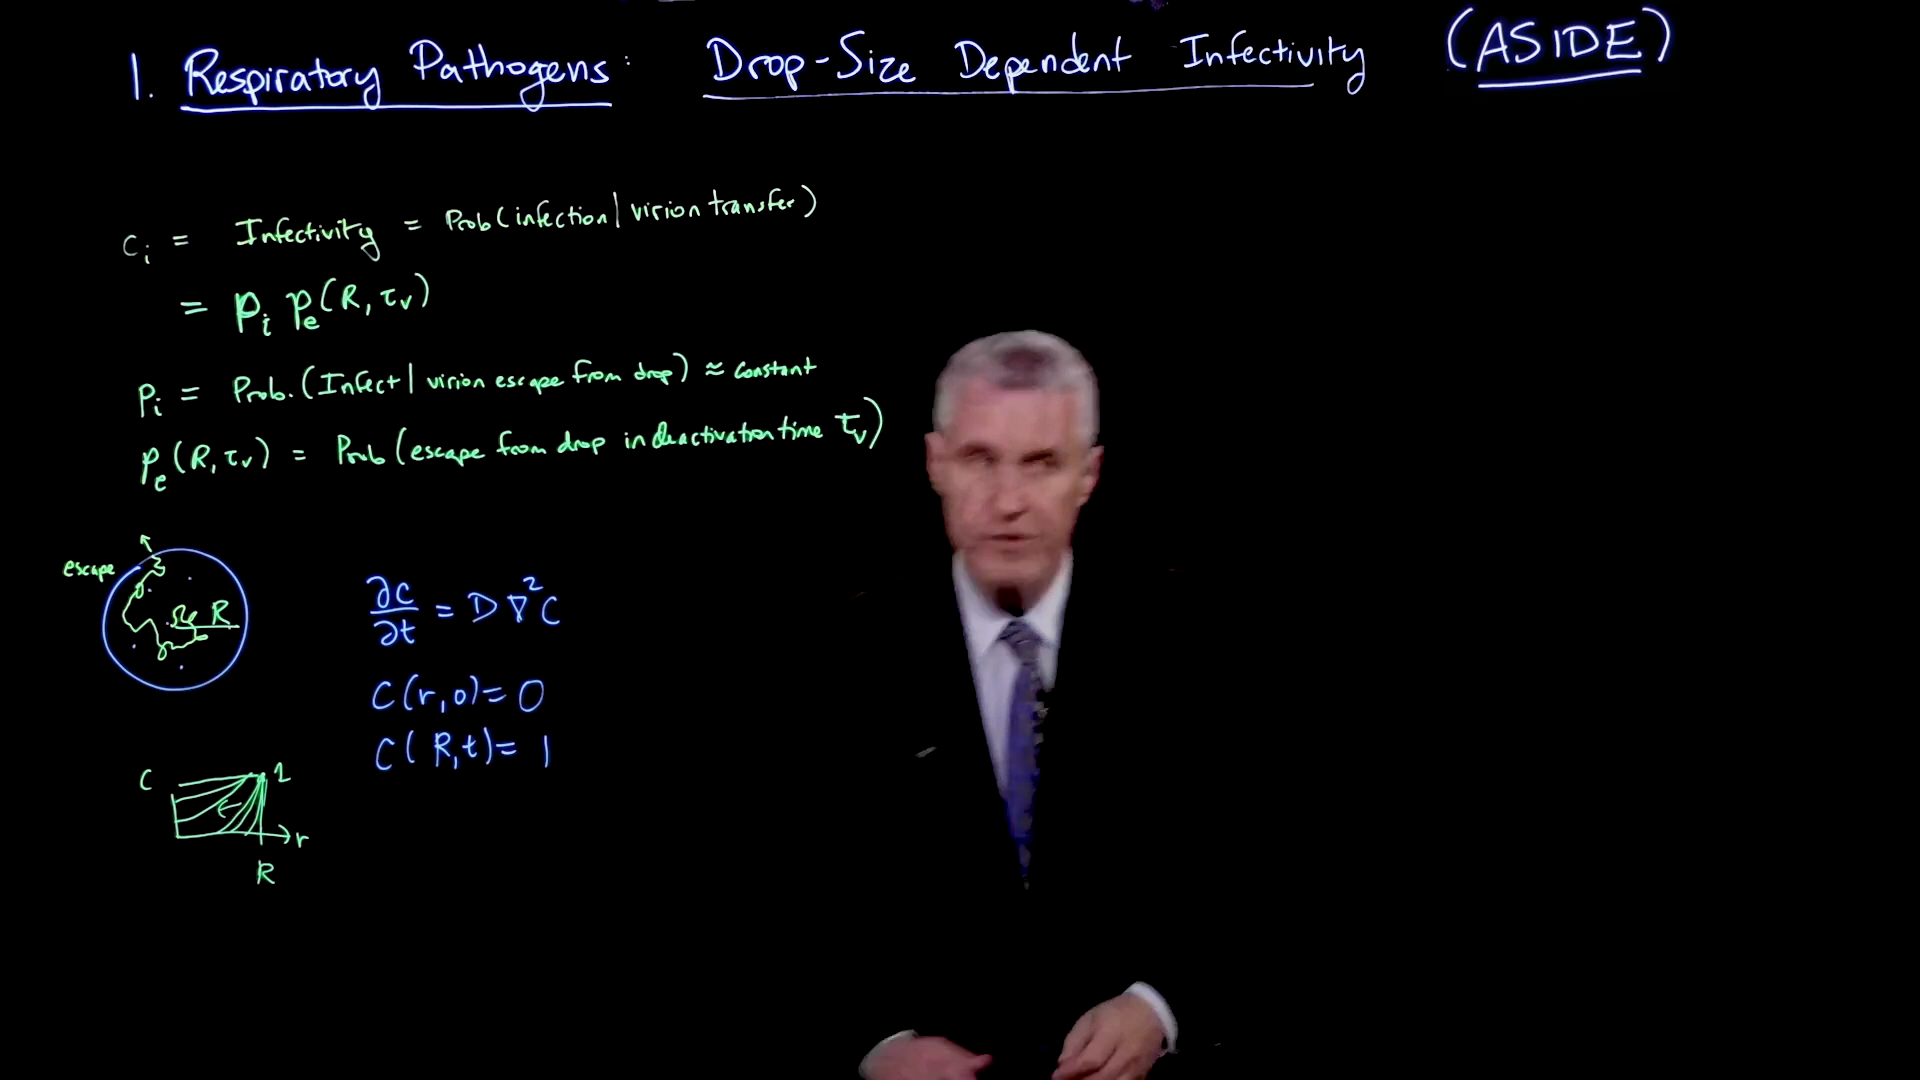 1. Respiratory Pathogens: Drop-Size Dependent Infectivity (ASIDE)
c_i = Infectivity = Prob(infection | virion transfer)
= p_i p_e(R, τ_v)
p_i = Prob. (Infect | virion escape from drop) ≈ constant
p_e(R, τ_v) = Prob (escape from drop in deactivation time τ_v)
escape
R
∂c/∂t = D∇²C
C(r,0) = 0
C(R,t) = 1
C
1
r
R